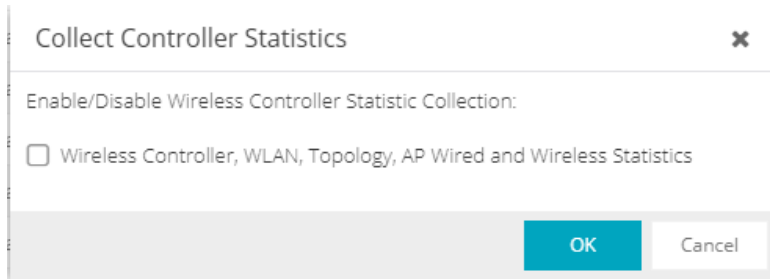 Collect Controller Statistics
Enable/Disable Wireless Controller Statistic Collection:
Wireless Controller, WLAN, Topology, AP Wired and Wireless Statistics
OK Cancel